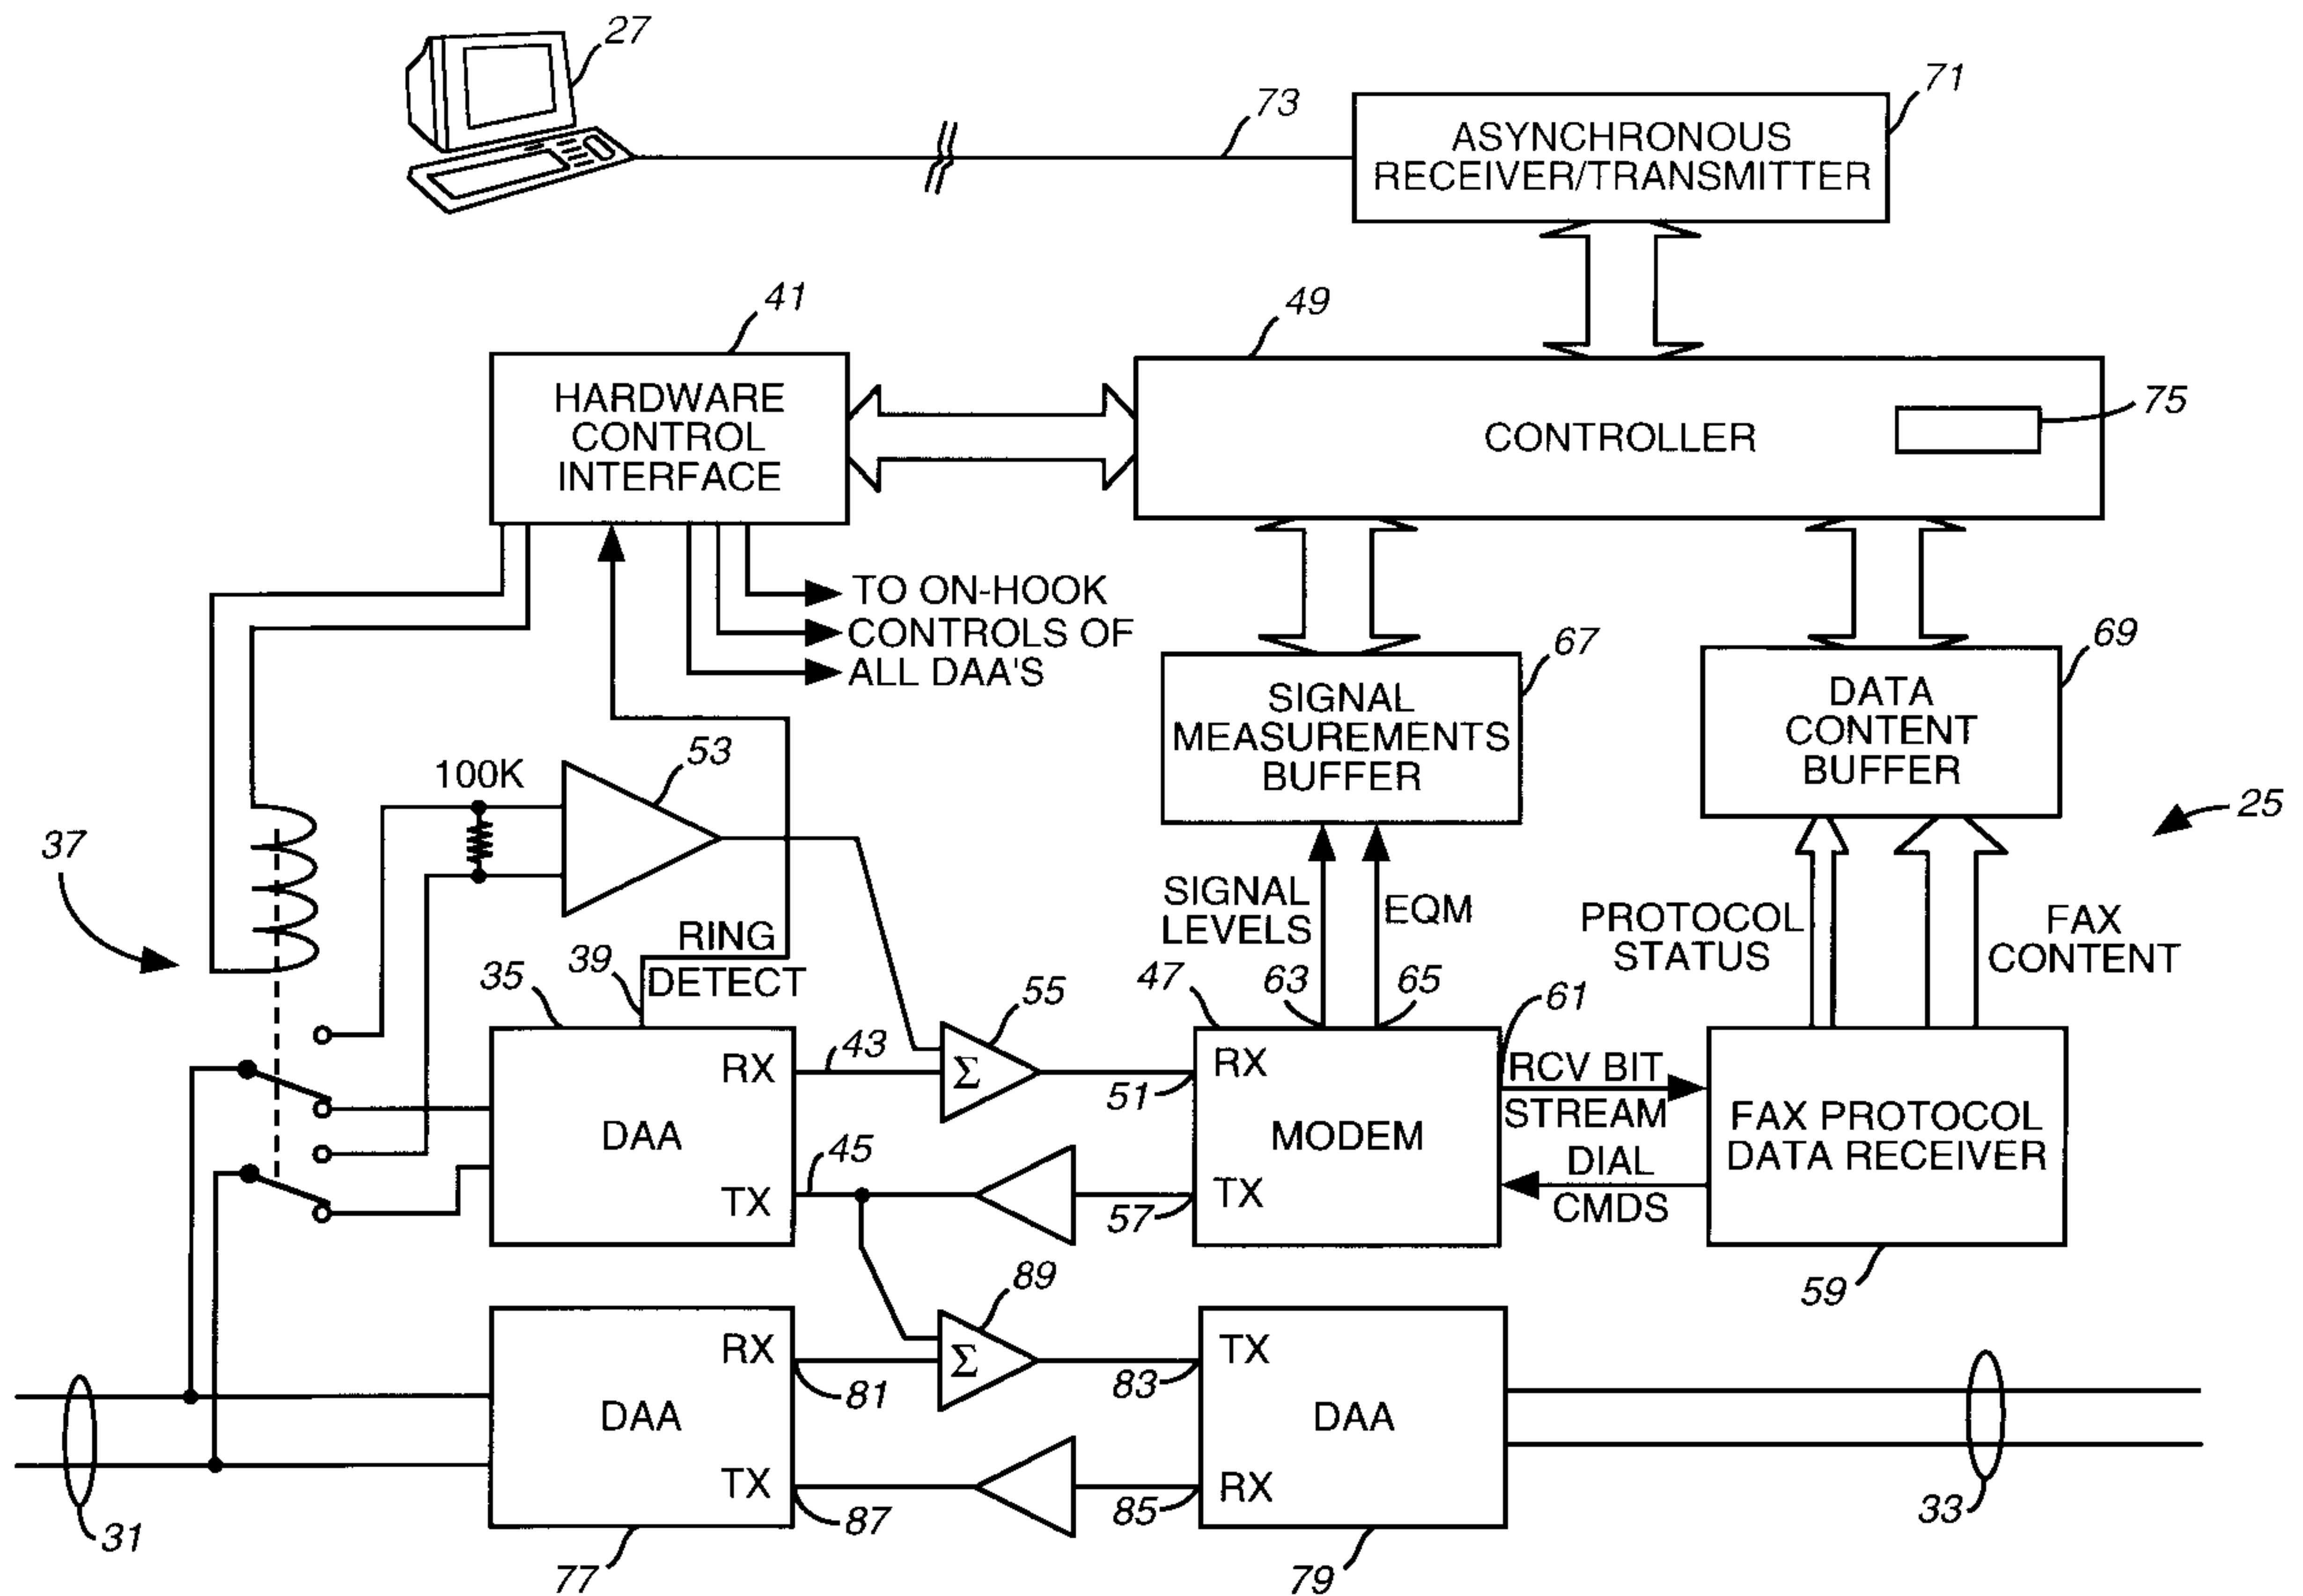 27
73
71
ASYNCHRONOUS
RECEIVER/TRANSMITTER
41
49
HARDWARE
CONTROL
INTERFACE
CONTROLLER
75
TO ON-HOOK
CONTROLS OF
ALL DAA'S
67
69
SIGNAL
MEASUREMENTS
BUFFER
DATA
CONTENT
BUFFER
25
37
100K
53
SIGNAL
LEVELS
EQM
PROTOCOL
STATUS
FAX
CONTENT
RING
DETECT
35
39
55
47
63
65
61
RX
43
Σ
51
RX
DAA
MODEM
TX
45
57
TX
RCV BIT
STREAM
DIAL
CMDS
FAX PROTOCOL
DATA RECEIVER
59
89
RX
81
Σ
83
TX
DAA
DAA
TX
87
85
RX
31
77
79
33